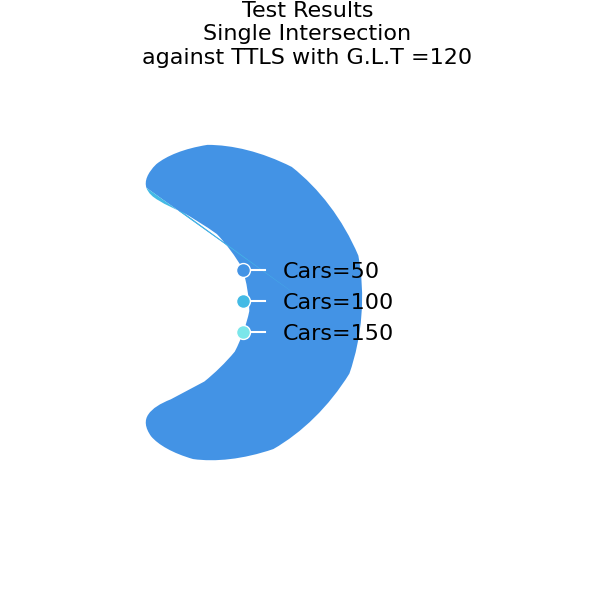 Test Results
Single Intersection
against TTLS with G.L.T =120
Cars=50
Cars=100
Cars=150